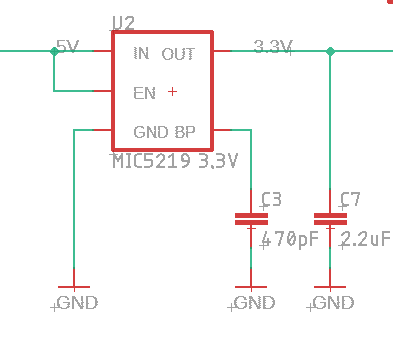 U2
5V
IN OUT
3.3V
EN
GND BP
MIC5219 3.3V
C3
470pF
C7
2.2uF
GND
GND
GND